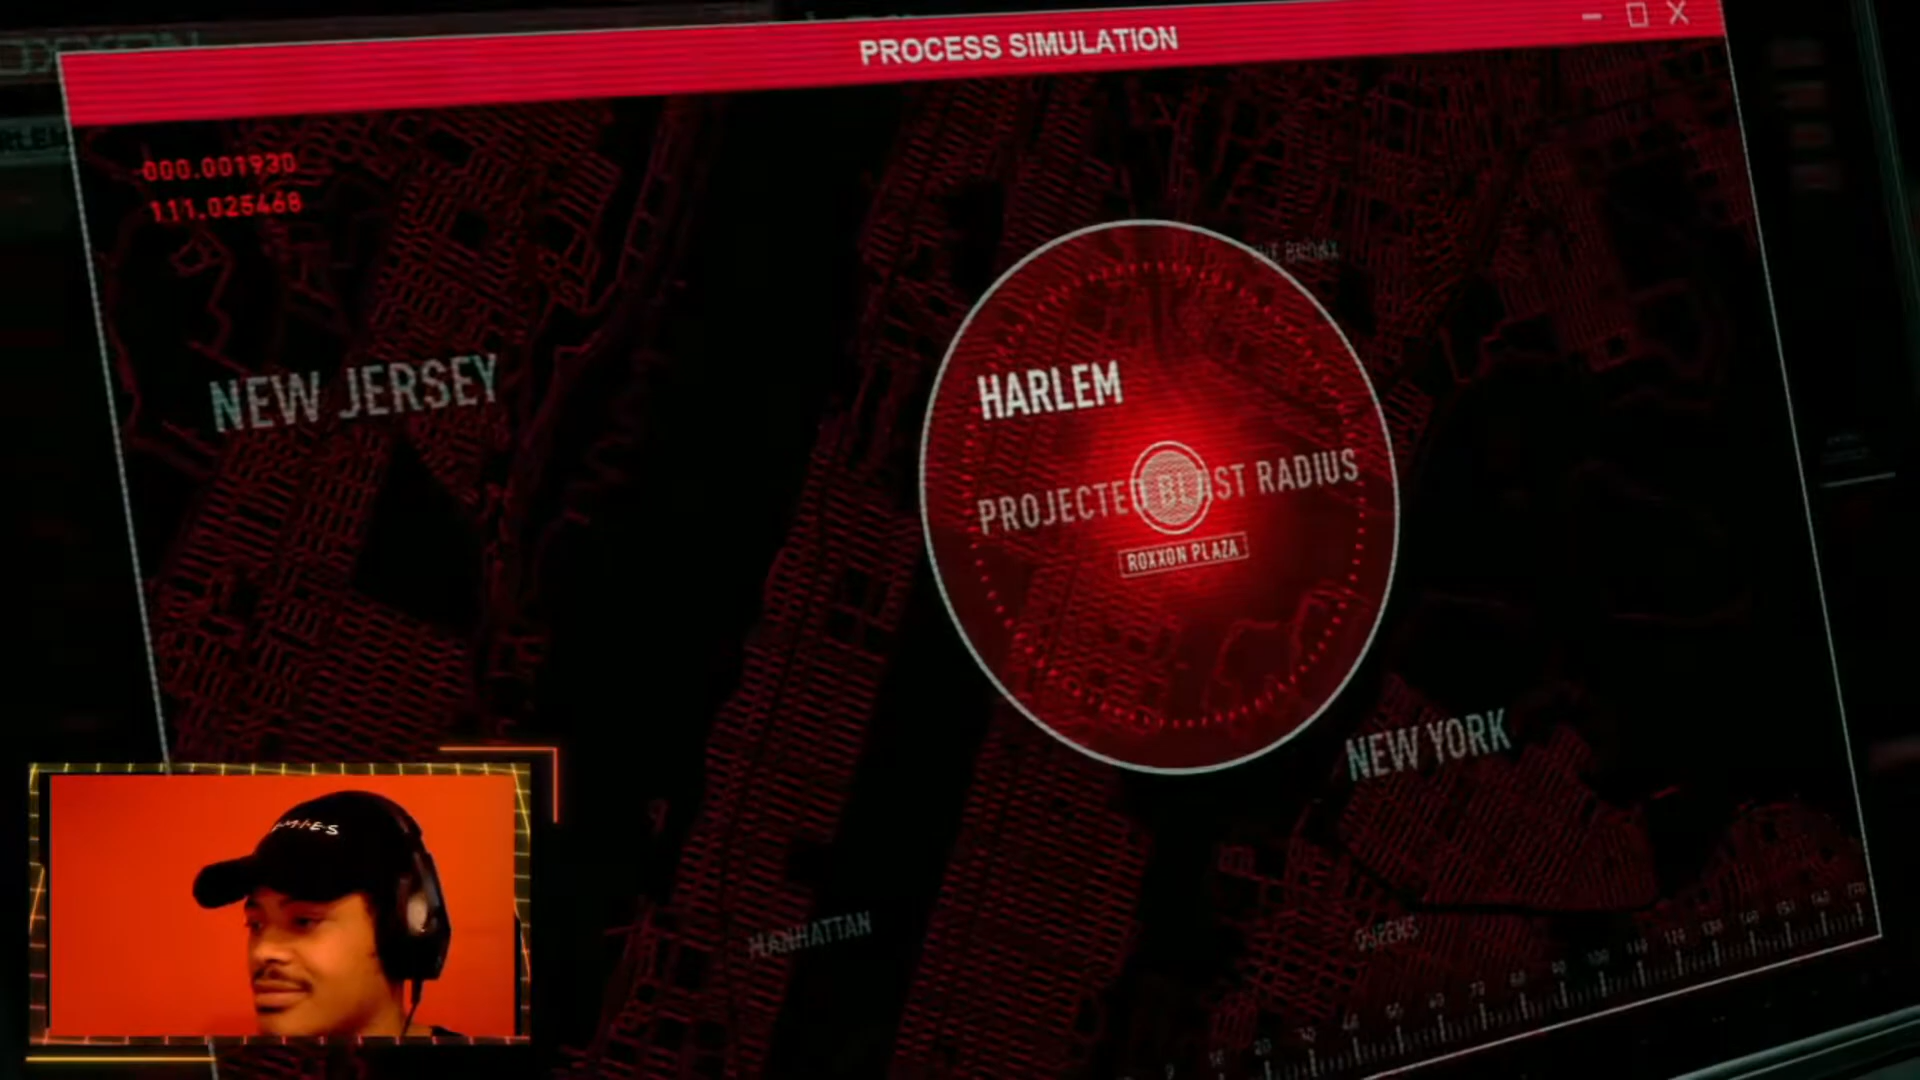 PROCESS SIMULATION
000.001930
111.025468
THE BRONX
NEW JERSEY
HARLEM
PROJECTED BLAST RADIUS
ROXXON PLAZA
NEW YORK
MANHATTAN
QUEENS